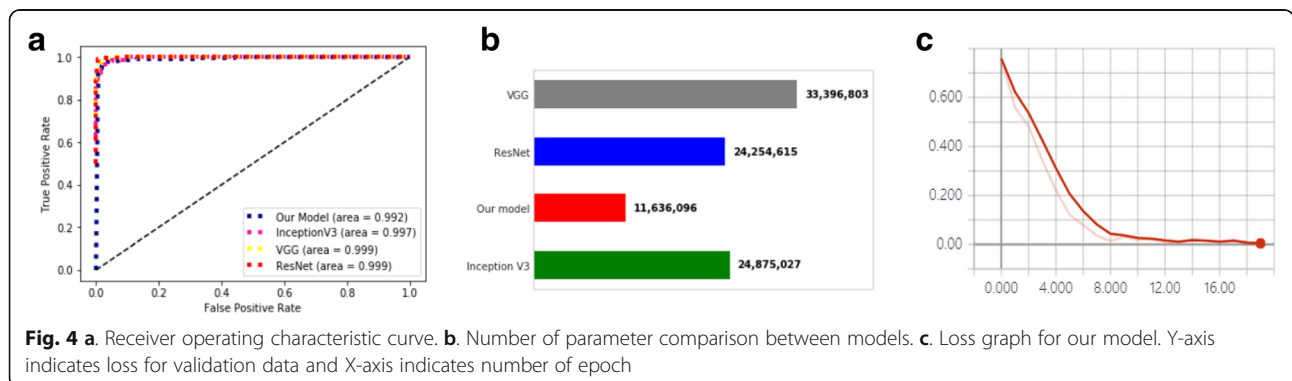 a
1.0
0.8
0.6
0.4
0.2
0.0
True Positive Rate
Our Model (area = 0.992)
InceptionV3 (area = 0.997)
VGG (area = 0.999)
ResNet (area = 0.999)
0.0 0.2 0.4 0.6 0.8 1.0
False Positive Rate
b
VGG 33,396,803
ResNet 24,254,615
Our model 11,636,096
Inception V3 24,875,027
c
0.600
0.400
0.200
0.00
0.000 4.000 8.000 12.00 16.00
Fig. 4 a. Receiver operating characteristic curve. b. Number of parameter comparison between models. c. Loss graph for our model. Y-axis
indicates loss for validation data and X-axis indicates number of epoch